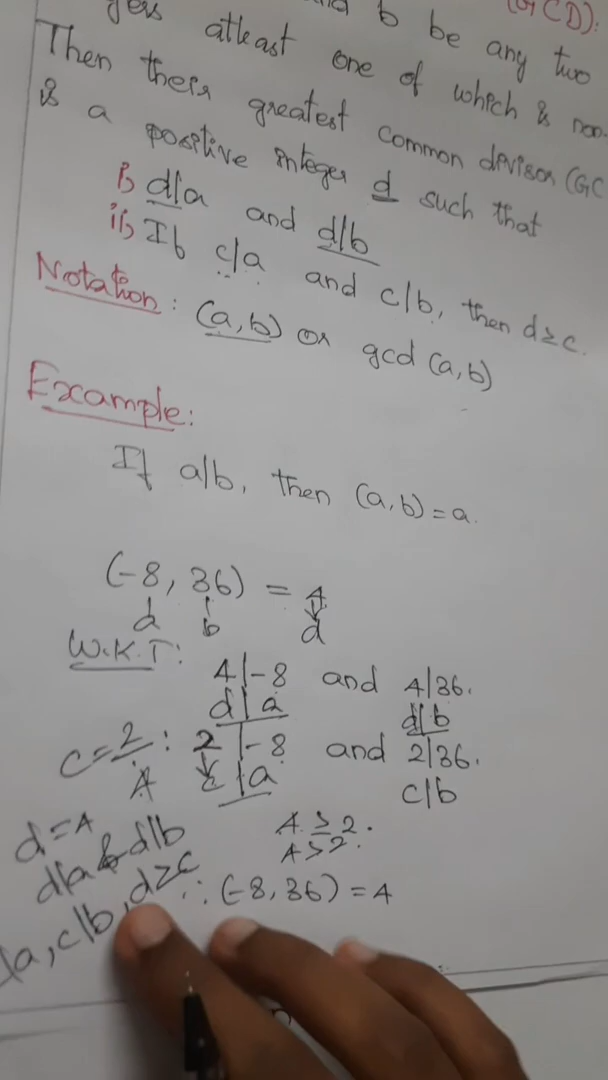 (GCD):
b be any two
atleast one of which is non-
Then their greatest common divisor (GC
is a positive integer d such that
i) d|a and d|b
ii) If c|a and c|b, then d≥c.
Notation: (a,b) or gcd (a,b)
Example:
If a|b, then (a,b)=a.
(-8, 36) = 4
a b d
W.K.T:
4|-8 and 4|36.
d|a d|b
c=2: 2|-8 and 2|36.
4 c|a c|b
d=4 4≥2.
d|a & d|b 4>2.
|a, c|b, d≥c ∴ (-8, 36) = 4